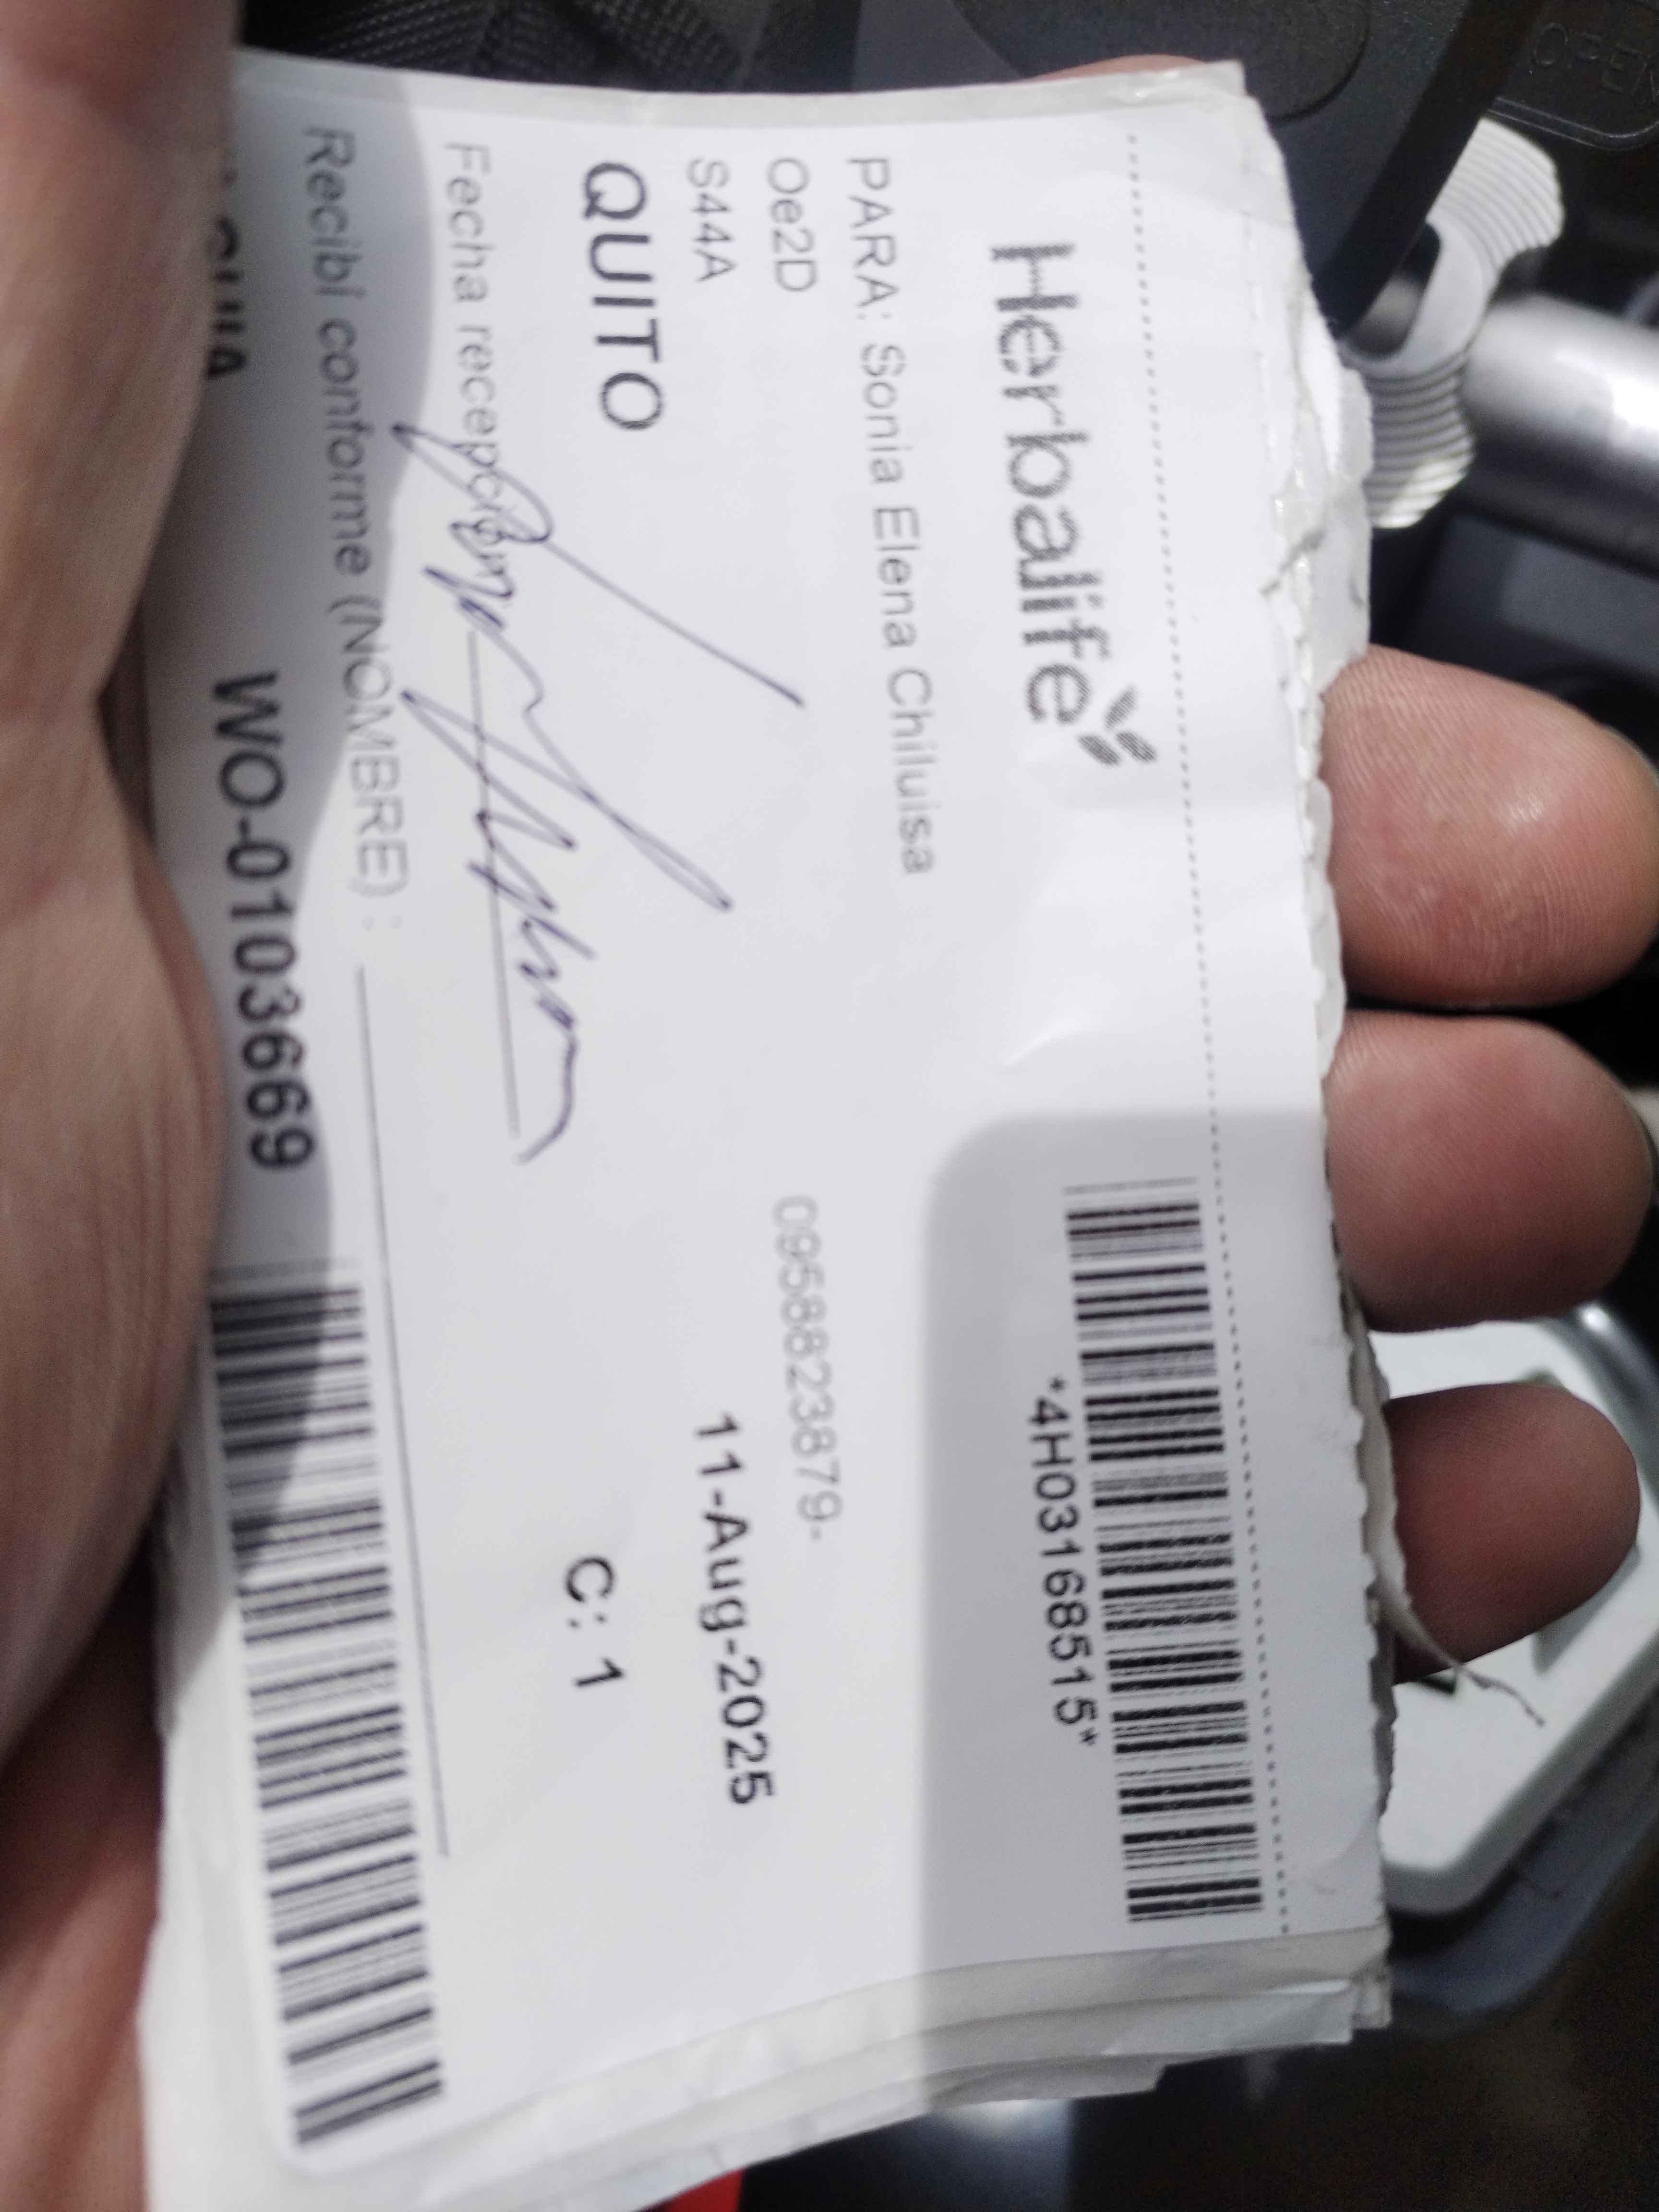 Herbalife
*4H03168515*
PARA: Sonia Elena Chiluisa
Oe2D
0958823879-
S44A
11-Aug-2025
QUITO
C: 1
Fecha recepción:
Recibí conforme (NOMBRE) :
WO-01036669
OPEN